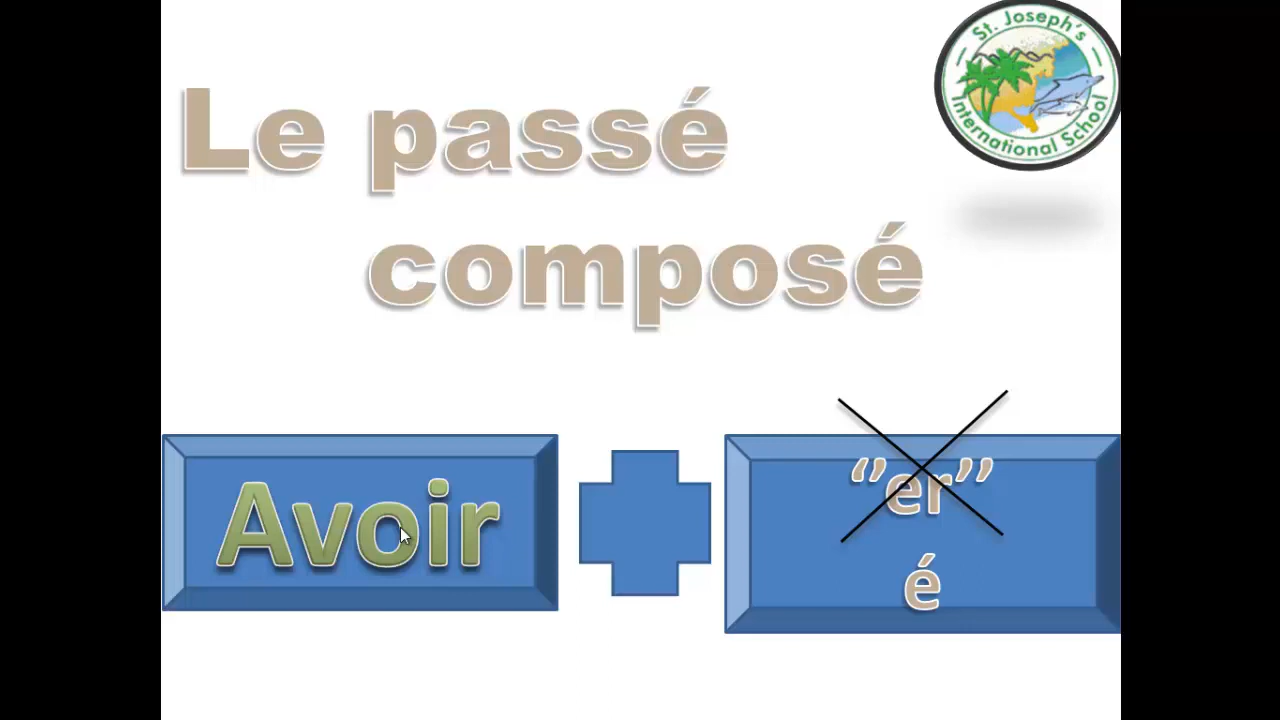 St. Joseph's
International School
Le passé
composé
Avoir
‘’er’’
é